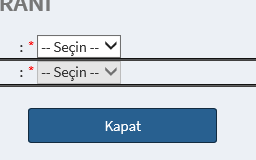 RANI
: * -- Seçin --
: * -- Seçin --
Kapat